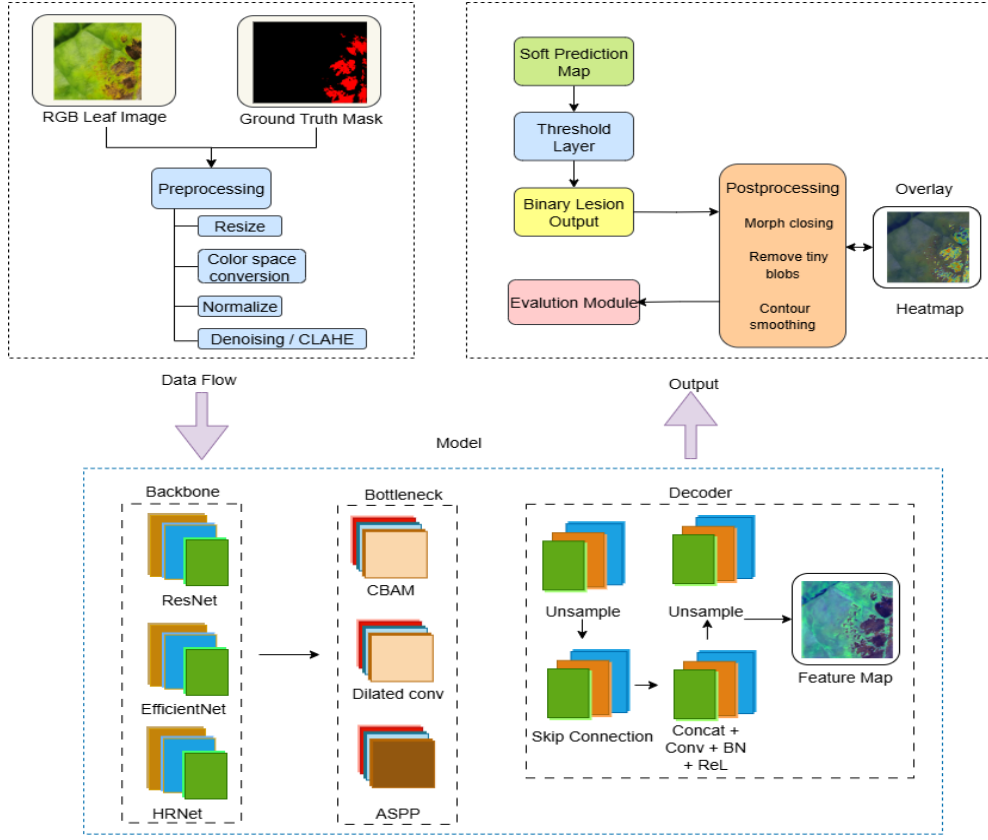 RGB Leaf Image
Ground Truth Mask
Preprocessing
Resize
Color space
conversion
Normalize
Denoising / CLAHE
Soft Prediction
Map
Threshold
Layer
Binary Lesion
Output
Evalution Module
Postprocessing
Morph closing
Remove tiny
blobs
Contour
smoothing
Overlay
Heatmap
Data Flow
Output
Model
Backbone
ResNet
EfficientNet
HRNet
Bottleneck
CBAM
Dilated conv
ASPP
Decoder
Unsample
Unsample
Skip Connection
Concat +
Conv + BN
+ ReL
Feature Map